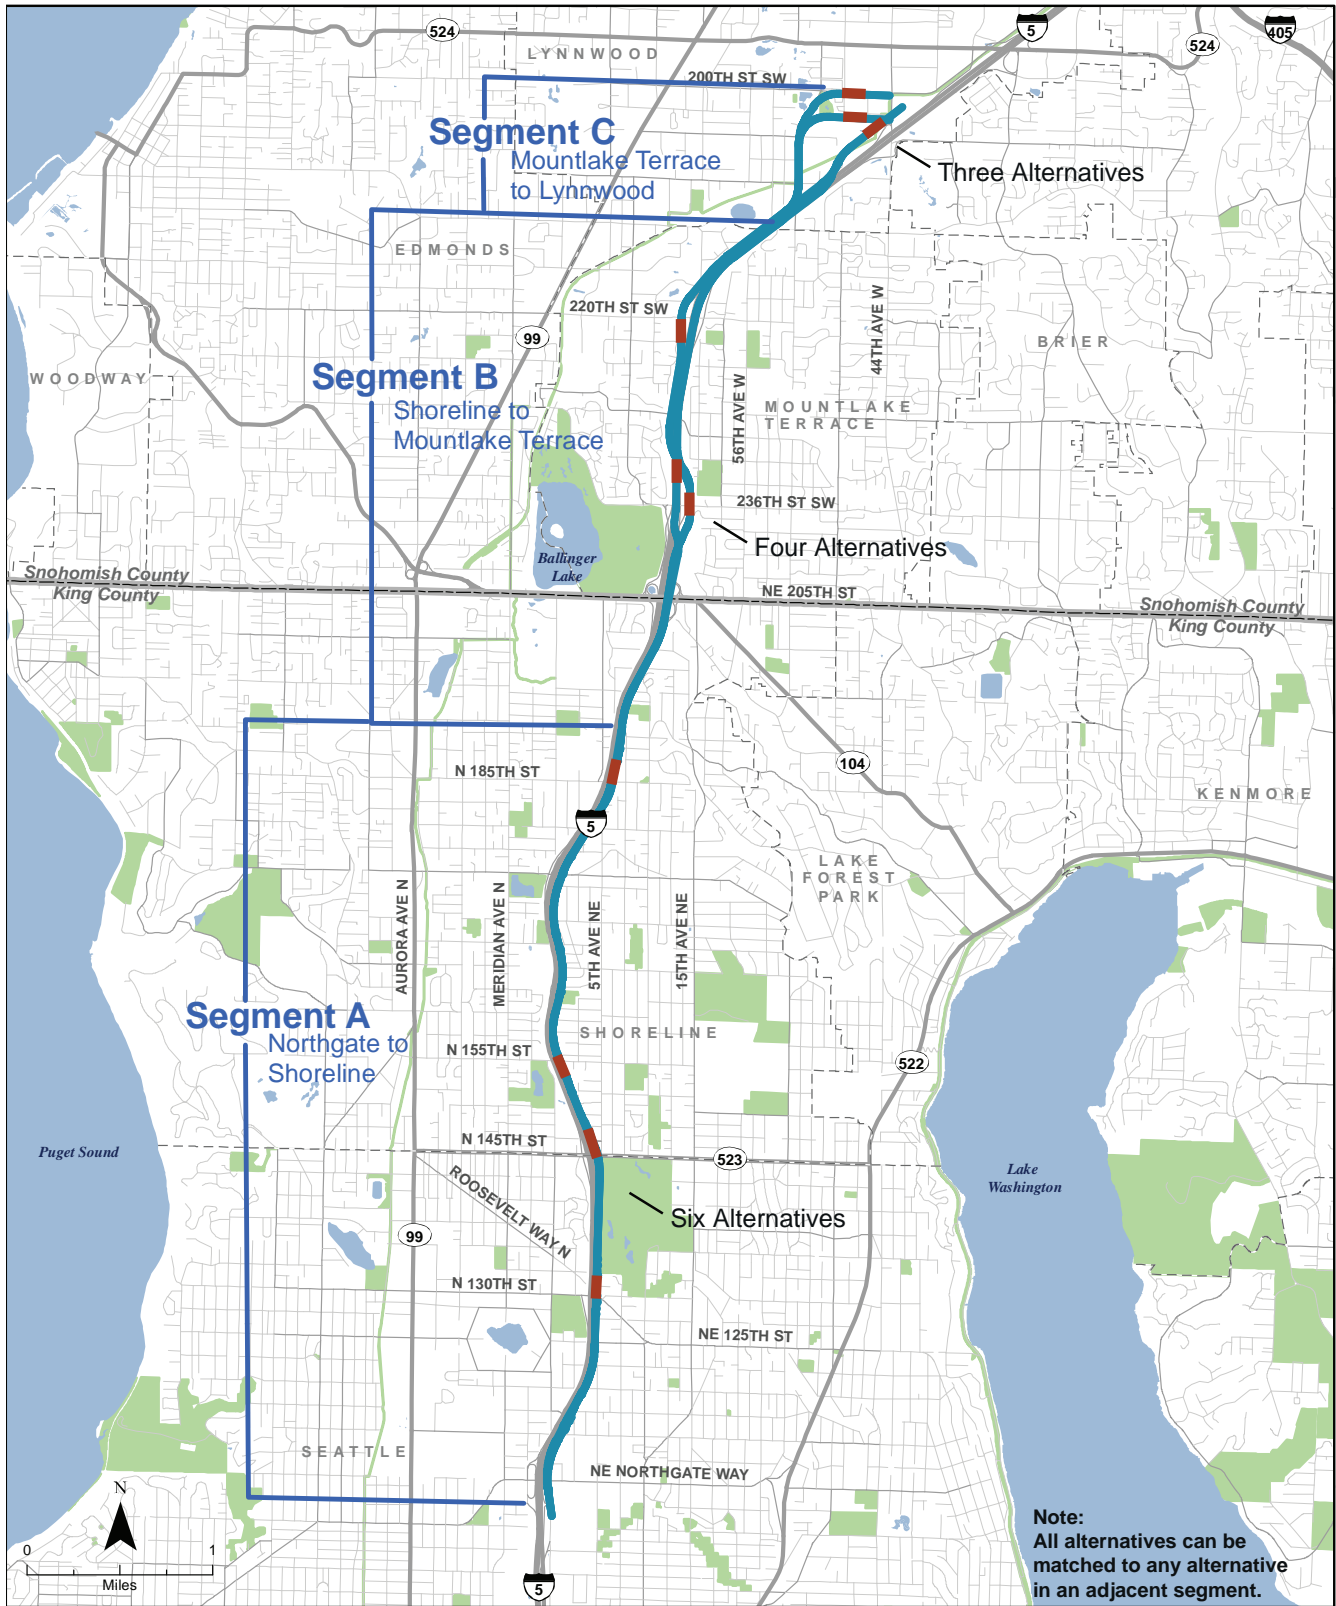 524
5
405
524
LYNNWOOD
200TH ST SW
Segment C
Mountlake Terrace
to Lynnwood
Three Alternatives
EDMONDS
220TH ST SW
99
44TH AVE W
BRIER
WOODWAY
Segment B
Shoreline to
Mountlake Terrace
56TH AVE W
MOUNTLAKE
TERRACE
236TH ST SW
Four Alternatives
Ballinger
Lake
Snohomish County
King County
NE 205TH ST
Snohomish County
King County
N 185TH ST
104
KENMORE
5
LAKE
FOREST
PARK
AURORA AVE N
MERIDIAN AVE N
5TH AVE NE
15TH AVE NE
Segment A
Northgate to
Shoreline
SHORELINE
N 155TH ST
522
Puget Sound
N 145TH ST
523
Lake
Washington
ROOSEVELT WAY N
Six Alternatives
99
N 130TH ST
NE 125TH ST
SEATTLE
NE NORTHGATE WAY
N
0 1
Miles
5
Note:
All alternatives can be
matched to any alternative
in an adjacent segment.